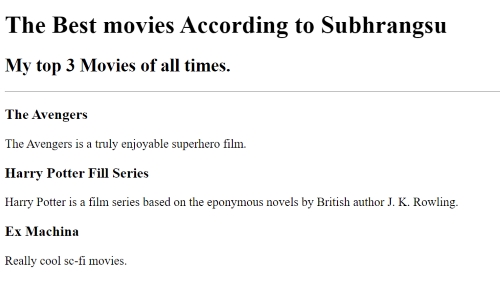 The Best movies According to Subhrangsu
My top 3 Movies of all times.
The Avengers
The Avengers is a truly enjoyable superhero film.
Harry Potter Fill Series
Harry Potter is a film series based on the eponymous novels by British author J. K. Rowling.
Ex Machina
Really cool sc-fi movies.